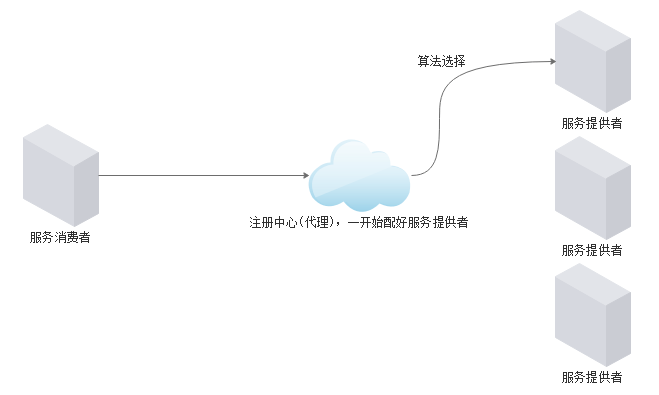 算法选择
服务提供者
服务消费者
注册中心(代理)，一开始配好服务提供者
服务提供者
服务提供者